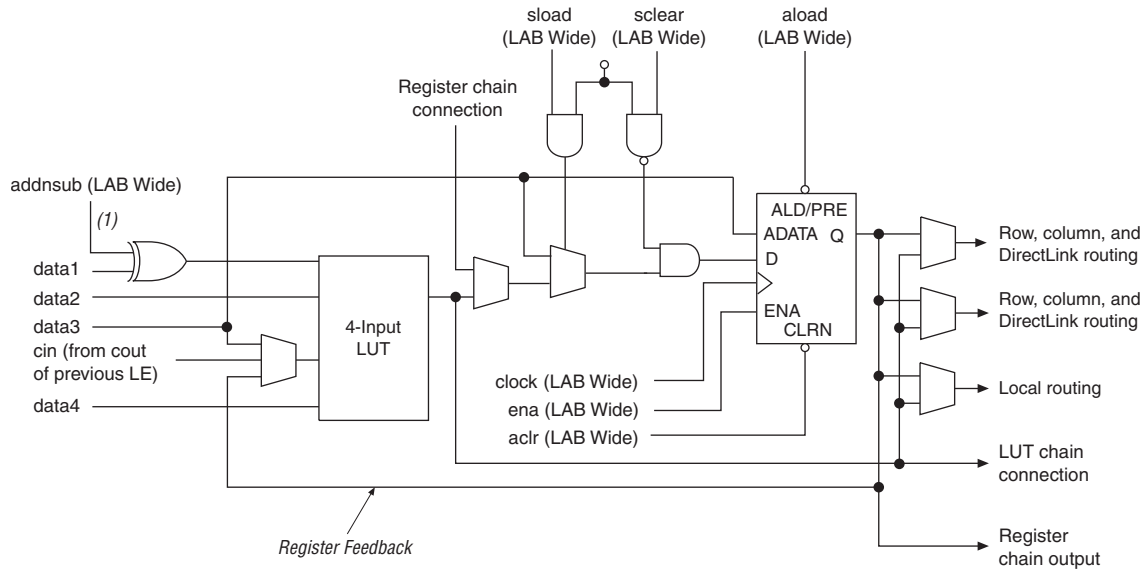 sload
(LAB Wide)
sclear
(LAB Wide)
aload
(LAB Wide)
Register chain
connection
addnsub (LAB Wide)
(1)
data1
data2
data3
cin (from cout
of previous LE)
data4
4-Input
LUT
ALD/PRE
ADATA
Q
D
ENA
CLRN
clock (LAB Wide)
ena (LAB Wide)
aclr (LAB Wide)
Row, column, and
DirectLink routing
Row, column, and
DirectLink routing
Local routing
LUT chain
connection
Register
chain output
Register Feedback